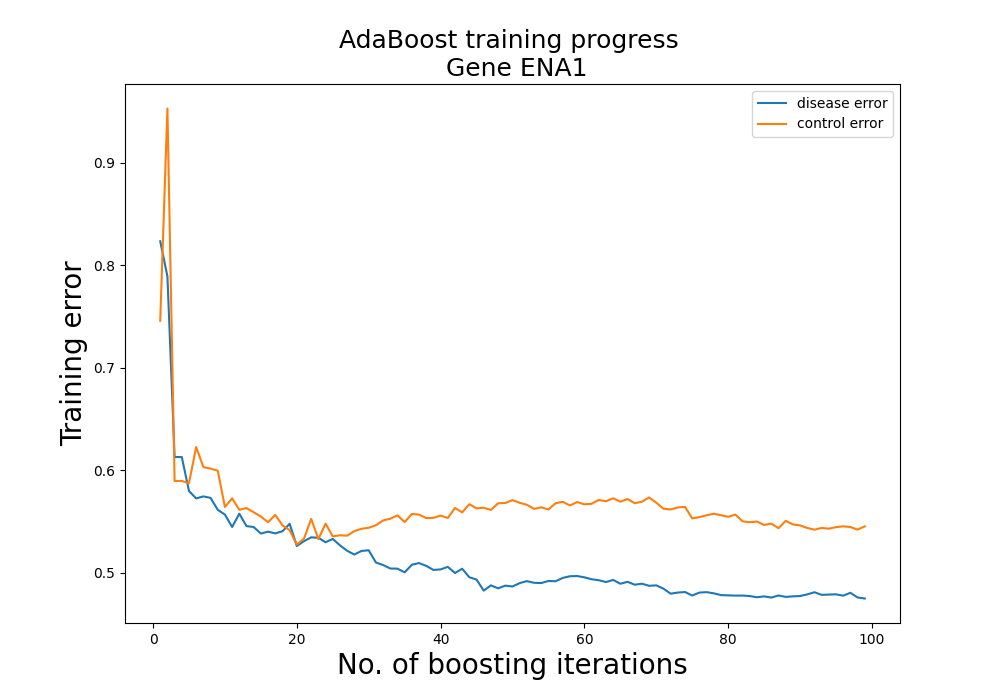 AdaBoost training progress
Gene ENA1
disease error
control error
Training error
0.9
0.8
0.7
0.6
0.5
0
20
40
60
80
100
No. of boosting iterations